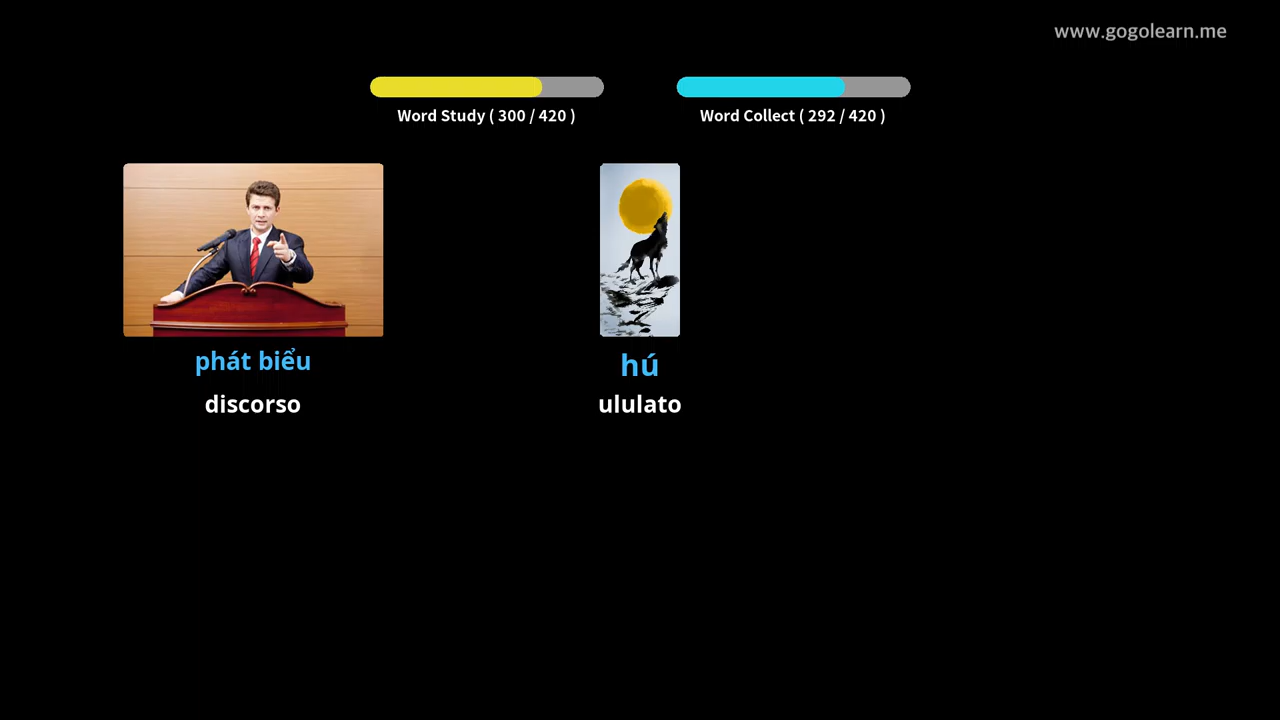 www.gogolearn.me
Word Study ( 300 / 420 )
Word Collect ( 292 / 420 )
phát biểu
discorso
hú
ululato